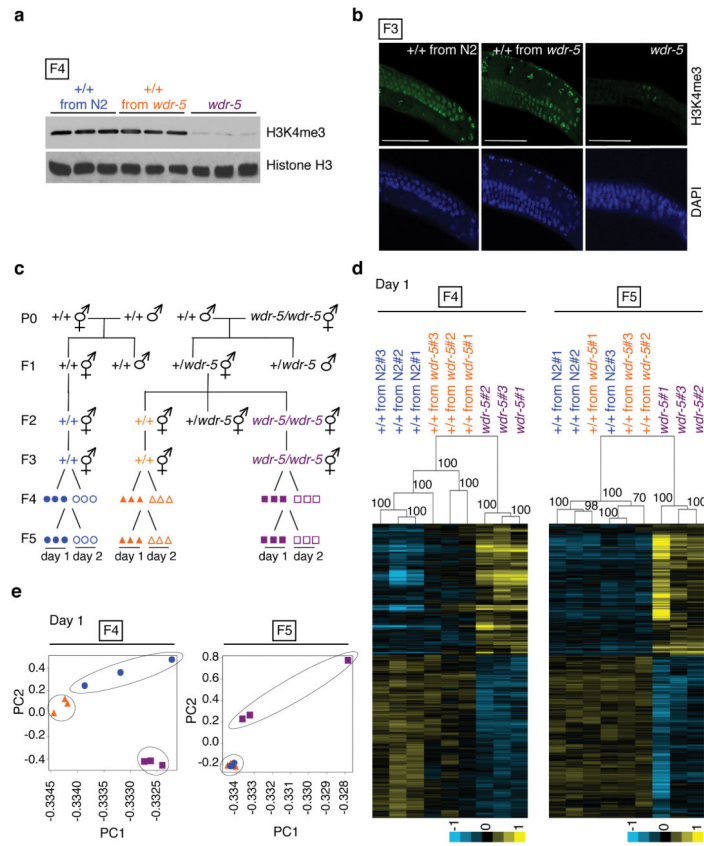 a
F4
+/+ from N2
+/+ from wdr-5
wdr-5
H3K4me3
Histone H3
b
F3
+/+ from N2
+/+ from wdr-5
wdr-5
H3K4me3
DAPI
c
P0
+/+ ⚥
+/+ ♂
+/+ ♂
wdr-5/wdr-5 ⚥
F1
+/+ ⚥
+/+ ♂
+/wdr-5 ⚥
+/wdr-5 ♂
F2
+/+ ⚥
+/+ ⚥
+/wdr-5 ⚥
wdr-5/wdr-5 ⚥
F3
+/+ ⚥
+/+ ⚥
wdr-5/wdr-5 ⚥
F4
F5
day 1 day 2
day 1 day 2
day 1 day 2
d
Day 1
F4
+/+ from N2#3
+/+ from N2#2
+/+ from N2#1
+/+ from wdr-5#3
+/+ from wdr-5#2
+/+ from wdr-5#1
wdr-5#2
wdr-5#3
wdr-5#1
100
100
100
100
100
100
100
-1 0 1
F5
+/+ from N2#1
+/+ from N2#2
+/+ from wdr-5#1
+/+ from N2#3
+/+ from wdr-5#3
+/+ from wdr-5#2
wdr-5#1
wdr-5#3
wdr-5#2
100
70
100
98
100
100
100
-1 0 1
e
Day 1
F4
PC2
0.4
0.2
0.0
-0.2
-0.4
-0.3345
-0.3340
-0.3335
-0.3330
-0.3325
PC1
F5
PC2
0.8
0.6
0.4
0.2
0.0
-0.2
-0.334
-0.333
-0.332
-0.331
-0.330
-0.329
-0.328
PC1